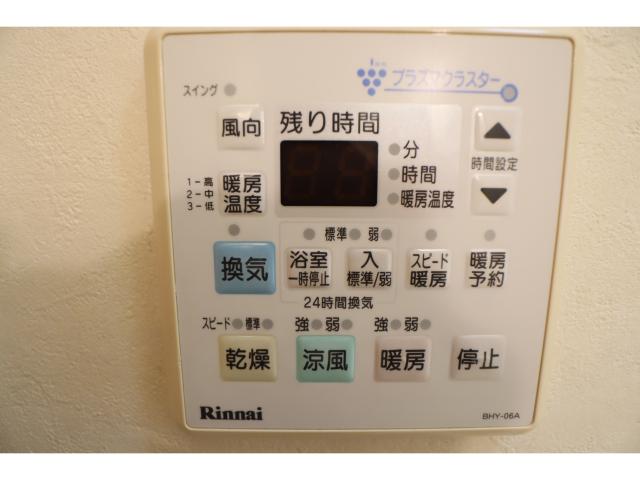 プラズマクラスター
スイング
風向
残り時間
分
時間
暖房温度
▲
時間設定
▼
1-高
2-中
3-低
暖房
温度
標準 弱
換気
浴室
一時停止
入
標準/弱
スピード
暖房
暖房
予約
24時間換気
スピード 標準
強 弱
強 弱
乾燥
涼風
暖房
停止
Rinnai
BHY-06A